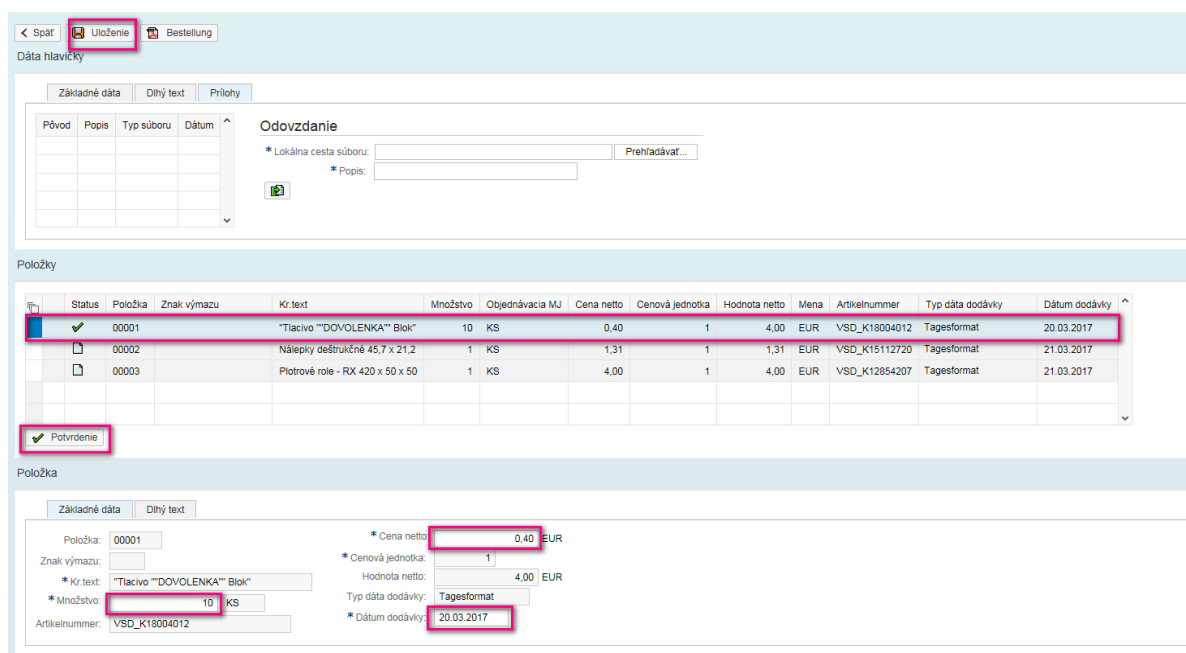 Späť Uloženie Bestellung
Dáta hlavičky
Základné dáta Dlhý text Prílohy
Pôvod Popis Typ súboru Dátum Odovzdanie
* Lokálna cesta súboru: Prehľadávať...
* Popis:
Položky
Status Položka Znak výmazu Kr.text Množstvo Objednávacia MJ Cena netto Cenová jednotka Hodnota netto Mena Artikelnummer Typ dáta dodávky Dátum dodávky
00001 "Tlacivo ""DOVOLENKA"" Blok" 10 KS 0,40 1 4,00 EUR VSD_K18004012 Tagesformat 20.03.2017
00002 Nálepky deštrukčné 45,7 x 21,2 1 KS 1,31 1 1,31 EUR VSD_K15112720 Tagesformat 21.03.2017
00003 Plotrové role - RX 420 x 50 x 50 1 KS 4,00 1 4,00 EUR VSD_K12854207 Tagesformat 21.03.2017
Potvrdenie
Položka
Základné dáta Dlhý text
Položka: 00001 * Cena netto: 0,40 EUR
Znak výmazu: * Cenová jednotka: 1
* Kr.text: "Tlacivo ""DOVOLENKA"" Blok" Hodnota netto: 4,00 EUR
* Množstvo: 10 KS Typ dáta dodávky: Tagesformat
Artikelnummer: VSD_K18004012 * Dátum dodávky: 20.03.2017